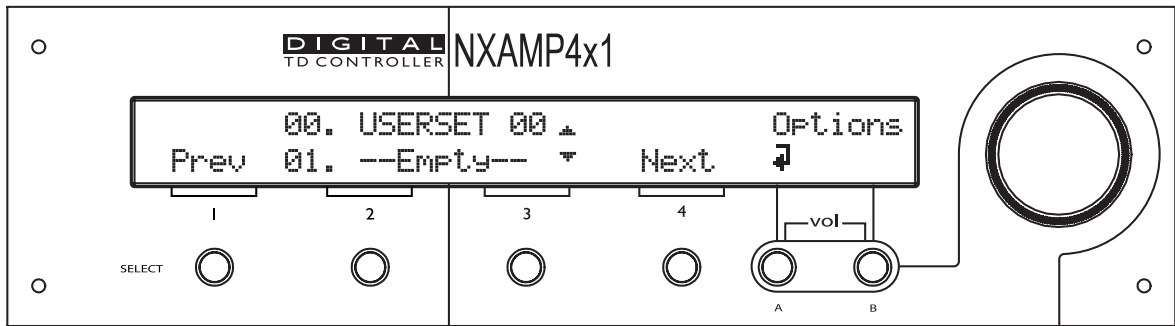 DIGITAL
TD CONTROLLER
NXAMP4x1
00. USERSET 00 Options
Prev 01. --Empty-- Next
1 2 3 4
vol
SELECT
A B